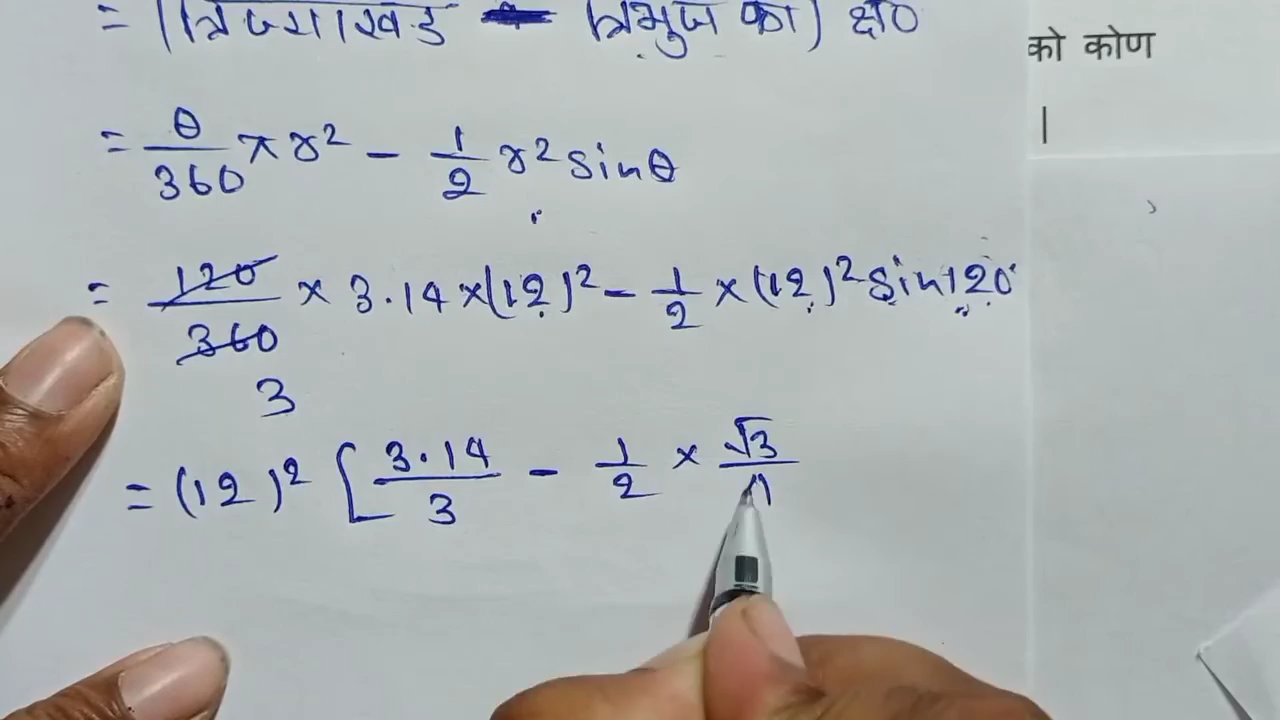 = (त्रिज्याखंड - त्रिभुज का) क्षे०
को कोण
|
= θ/360 πr² - 1/2 r² sinθ
= 120/360 × 3.14 × (12)² - 1/2 × (12)² sin120°
3
= (12)² [ 3.14/3 - 1/2 × √3/